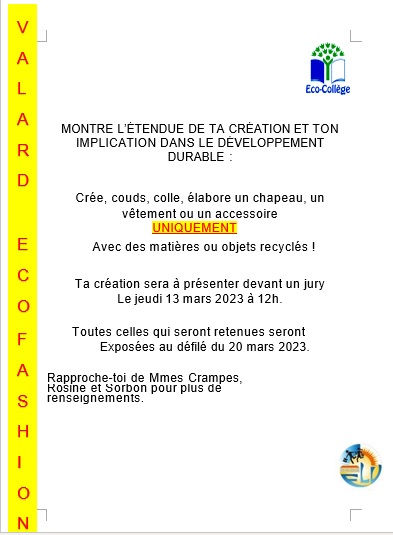 VALARD ECOFASHION
Eco-Collège
MONTRE L'ÉTENDUE DE TA CRÉATION ET TON
IMPLICATION DANS LE DÉVELOPPEMENT
DURABLE :
Crée, couds, colle, élabore un chapeau, un
vêtement ou un accessoire
UNIQUEMENT
Avec des matières ou objets recyclés !
Ta création sera à présenter devant un jury
Le jeudi 13 mars 2023 à 12h.
Toutes celles qui seront retenues seront
Exposées au défilé du 20 mars 2023.
Rapproche-toi de Mmes Crampes,
Rosine et Sorbon pour plus de
renseignements.